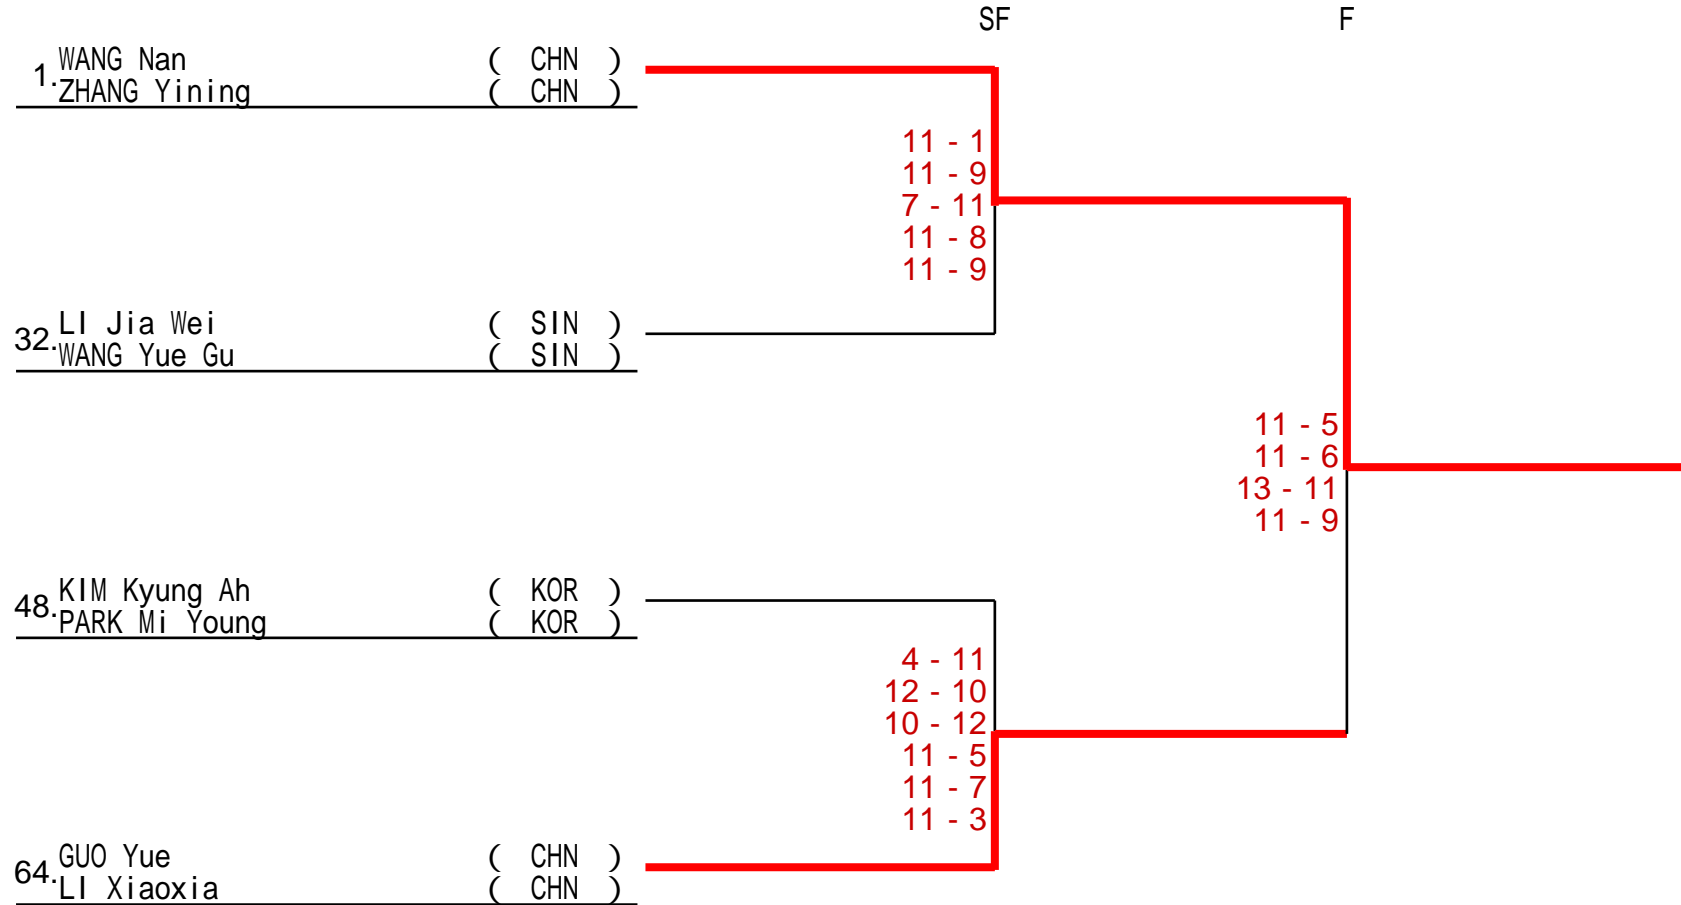 SF F
1. WANG Nan ( CHN )
ZHANG Yining ( CHN )
11 - 1
11 - 9
7 - 11
11 - 8
11 - 9
32. LI Jia Wei ( SIN )
WANG Yue Gu ( SIN )
11 - 5
11 - 6
13 - 11
11 - 9
48. KIM Kyung Ah ( KOR )
PARK Mi Young ( KOR )
4 - 11
12 - 10
10 - 12
11 - 5
11 - 7
11 - 3
64. GUO Yue ( CHN )
LI Xiaoxia ( CHN )